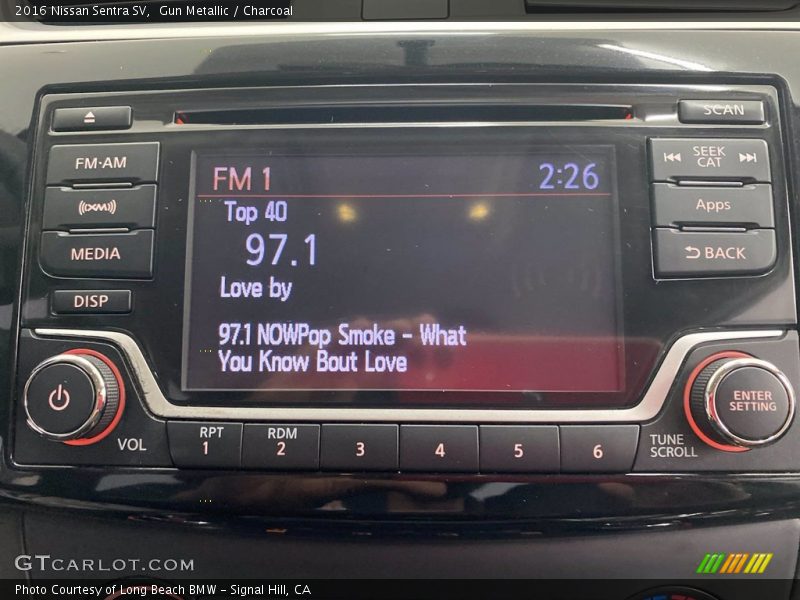 2016 Nissan Sentra SV,  Gun Metallic / Charcoal
SCAN
FM·AM
SEEK
CAT
FM 1
2:26
Top 40
((XM))
Apps
97.1
MEDIA
BACK
Love by
DISP
97.1 NOWPop Smoke - What
You Know Bout Love
ENTER
SETTING
VOL
RPT
1
RDM
2
3
4
5
6
TUNE
SCROLL
GTCARLOT.COM
Photo Courtesy of Long Beach BMW - Signal Hill, CA